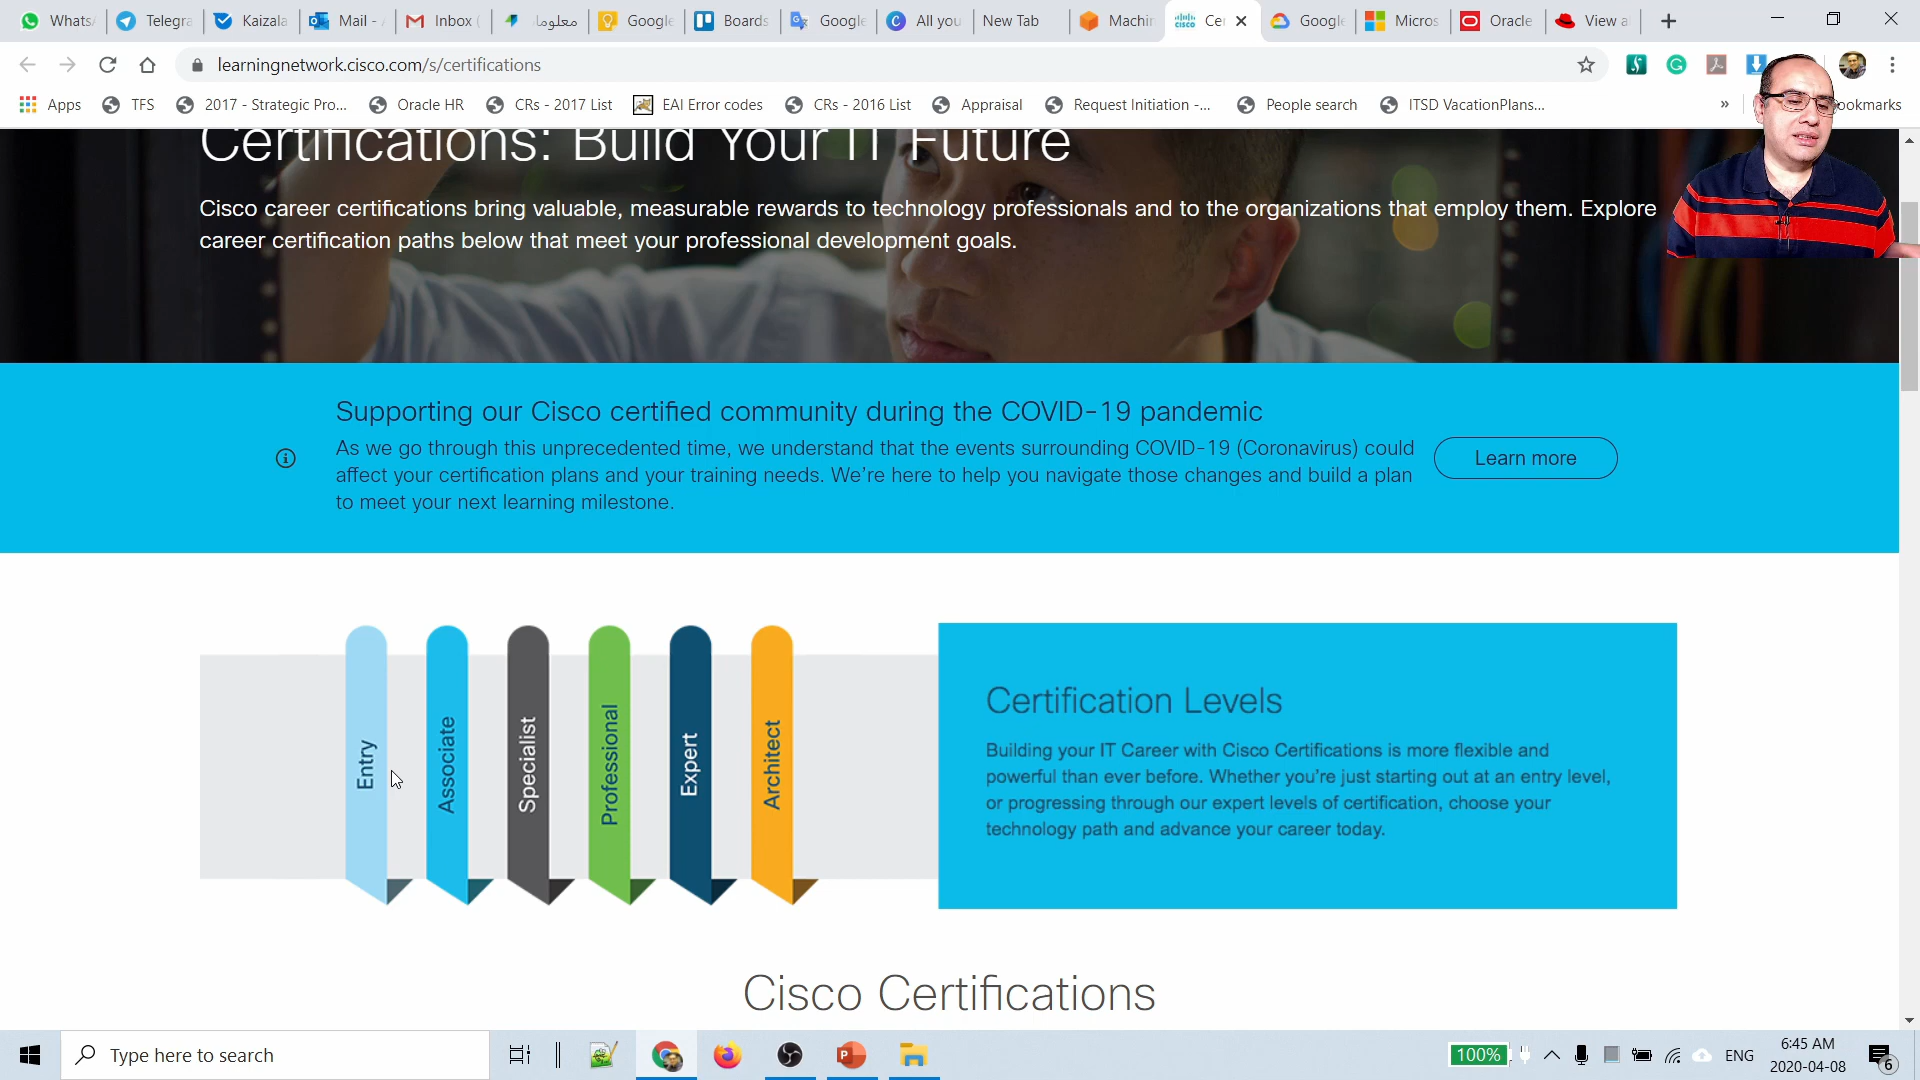 WhatsA
Telegra
Kaizala
Mail -
Inbox (
معلوما
Google
Boards
Google
All you
New Tab
Machin
Cer
Google
Micros
Oracle
View a
learningnetwork.cisco.com/s/certifications
Apps
TFS
2017 - Strategic Pro...
Oracle HR
CRs - 2017 List
EAI Error codes
CRs - 2016 List
Appraisal
Request Initiation -...
People search
ITSD VacationPlans...
»
ookmarks
Certifications: Build Your IT Future
Cisco career certifications bring valuable, measurable rewards to technology professionals and to the organizations that employ them. Explore
career certification paths below that meet your professional development goals.
Supporting our Cisco certified community during the COVID-19 pandemic
As we go through this unprecedented time, we understand that the events surrounding COVID-19 (Coronavirus) could
affect your certification plans and your training needs. We're here to help you navigate those changes and build a plan
to meet your next learning milestone.
Learn more
Entry
Associate
Specialist
Professional
Expert
Architect
Certification Levels
Building your IT Career with Cisco Certifications is more flexible and
powerful than ever before. Whether you're just starting out at an entry level,
or progressing through our expert levels of certification, choose your
technology path and advance your career today.
Cisco Certifications
Type here to search
100%
ENG
6:45 AM
2020-04-08
6